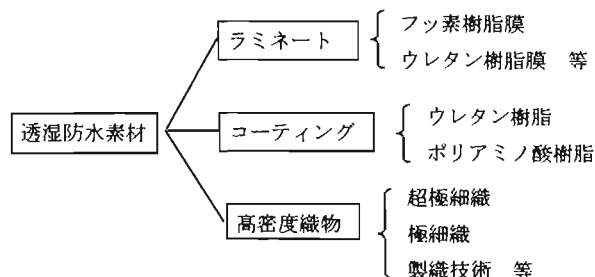 透湿防水素材
ラミネート
フッ素樹脂膜
ウレタン樹脂膜　等
コーティング
ウレタン樹脂
ポリアミノ酸樹脂
高密度織物
超極細織
極細織
製織技術　等